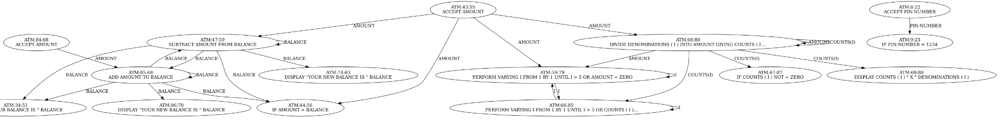 ATM:43:55
ACCEPT AMOUNT
ATM:8:22
ACCEPT PIN-NUMBER
AMOUNT
AMOUNT
PIN-NUMBER
ATM:84:68
ACCEPT AMOUNT
ATM:47:59
SUBTRACT AMOUNT FROM BALANCE
BALANCE
AMOUNT
ATM:60:80
DIVIDE DENOMINATIONS ( I ) INTO AMOUNT GIVING COUNTS ( I ...
AMOUNT
COUNTS(I)
ATM:9:23
IF PIN-NUMBER = 1234
AMOUNT
BALANCE
BALANCE
BALANCE
AMOUNT
AMOUNT
COUNTS(I)
COUNTS(I)
BALANCE
ATM:85:69
ADD AMOUNT TO BALANCE
BALANCE
BALANCE
ATM:74:63
DISPLAY "YOUR NEW BALANCE IS " BALANCE
ATM:59:79
PERFORM VARYING I FROM 1 BY 1 UNTIL I > 5 OR AMOUNT = ZERO
I
COUNTS(I)
ATM:67:87
IF COUNTS ( I ) NOT = ZERO
ATM:69:88
DISPLAY COUNTS ( I ) " X " DENOMINATIONS ( I )
BALANCE
BALANCE
BALANCE
I
I
ATM:34:51
UR BALANCE IS " BALANCE
ATM:86:70
DISPLAY "YOUR NEW BALANCE IS " BALANCE
ATM:44:56
IF AMOUNT > BALANCE
ATM:66:85
PERFORM VARYING I FROM 1 BY 1 UNTIL I > 5 OR COUNTS ( I )...
I